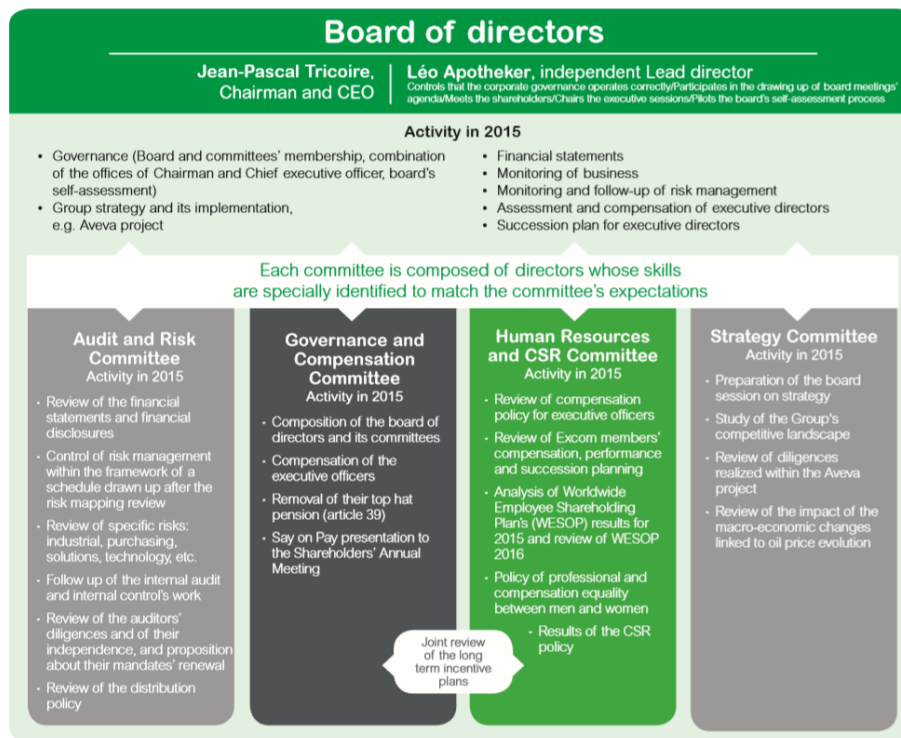 Board of directors
Jean-Pascal Tricoire,
Chairman and CEO
Léo Apotheker, independent Lead director
Controls that the corporate governance operates correctly/Participates in the drawing up of board meetings'
agenda/Meets the shareholders/Chairs the executive sessions/Pilots the board's self-assessment process
Activity in 2015
• Governance (Board and committees' membership, combination
of the offices of Chairman and Chief executive officer, board's
self-assessment)
• Group strategy and its implementation,
e.g. Aveva project
• Financial statements
• Monitoring of business
• Monitoring and follow-up of risk management
• Assessment and compensation of executive directors
• Succession plan for executive directors
Each committee is composed of directors whose skills
are specially identified to match the committee's expectations
Audit and Risk
Committee
Activity in 2015
· Review of the financial
statements and financial
disclosures
· Control of risk management
within the framework of a
schedule drawn up after the
risk mapping review
· Review of specific risks:
industrial, purchasing,
solutions, technology, etc.
· Follow up of the internal audit
and internal control's work
· Review of the auditors'
diligences and of their
independence, and proposition
about their mandates' renewal
· Review of the distribution
policy
Governance and
Compensation
Committee
Activity in 2015
· Composition of the board of
directors and its committees
· Compensation of the
executive officers
· Removal of their top hat
pension (article 39)
· Say on Pay presentation to
the Shareholders' Annual
Meeting
Joint review
of the long
term incentive
plans
Human Resources
and CSR Committee
Activity in 2015
· Review of compensation
policy for executive officers
· Review of Excom members'
compensation, performance
and succession planning
· Analysis of Worldwide
Employee Shareholding
Plan's (WESOP) results for
2015 and review of WESOP
2016
· Policy of professional and
compensation equality
between men and women
· Results of the CSR
policy
Strategy Committee
Activity in 2015
· Preparation of the board
session on strategy
· Study of the Group's
competitive landscape
· Review of diligences
realized within the Aveva
project
· Review of the impact of the
macro-economic changes
linked to oil price evolution